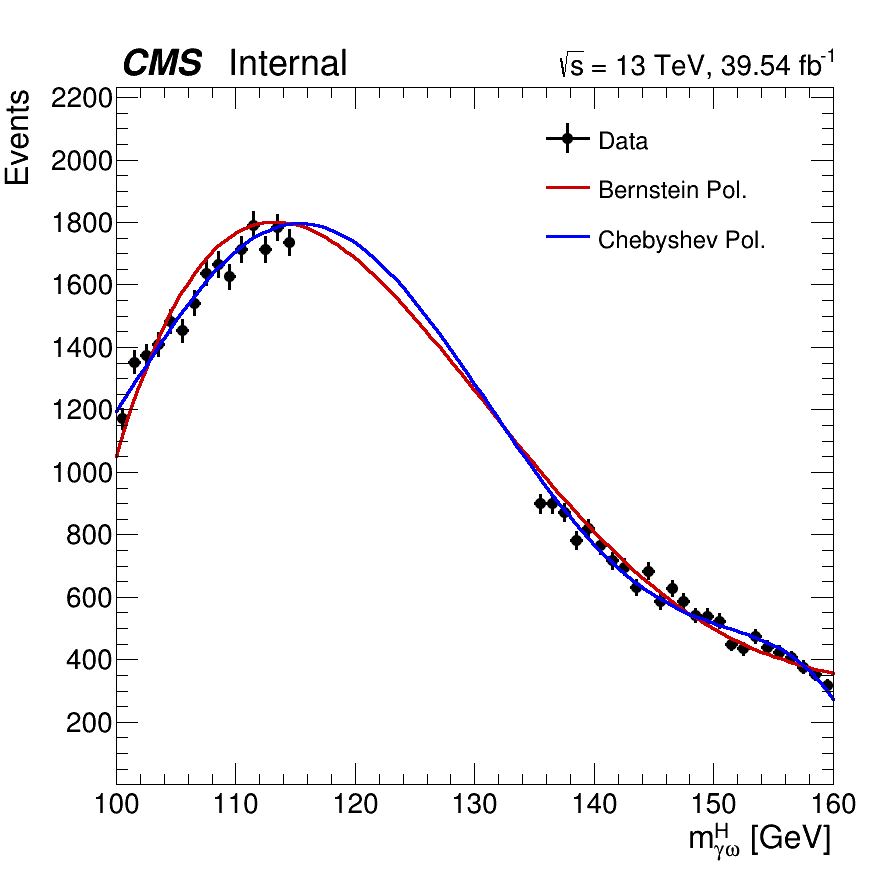 CMS Internal
√s = 13 TeV, 39.54 fb⁻¹
Events
2200
2000
1800
1600
1400
1200
1000
800
600
400
200
Data
Bernstein Pol.
Chebyshev Pol.
100 110 120 130 140 150 160
m^H_γω [GeV]